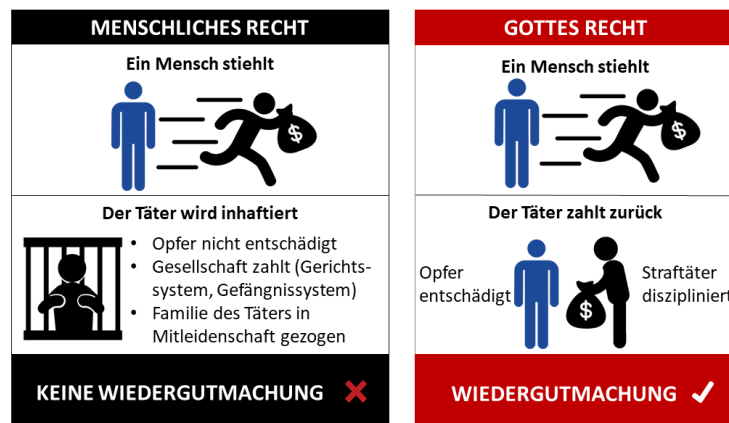 MENSCHLICHES RECHT
Ein Mensch stiehlt
$
Der Täter wird inhaftiert
• Opfer nicht entschädigt
• Gesellschaft zahlt (Gerichts-
system, Gefängnissystem)
• Familie des Täters in
Mitleidenschaft gezogen
KEINE WIEDERGUTMACHUNG
GOTTES RECHT
Ein Mensch stiehlt
$
Der Täter zahlt zurück
Opfer
entschädigt
$
Straftäter
diszipliniert
WIEDERGUTMACHUNG